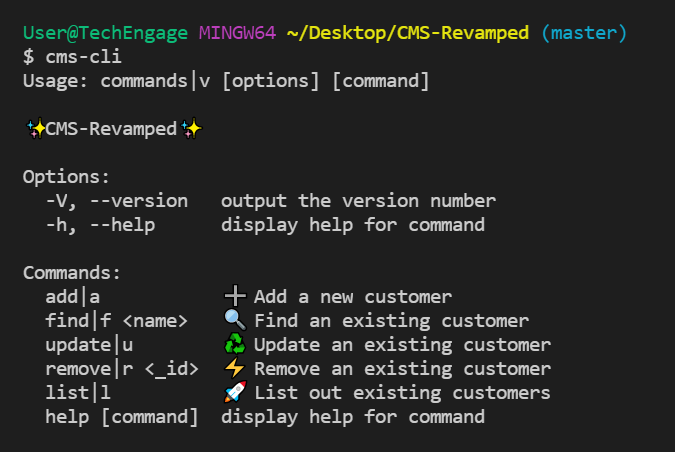 User@TechEngage MINGW64 ~/Desktop/CMS-Revamped (master)
$ cms-cli
Usage: commands|v [options] [command]
✨CMS-Revamped✨
Options:
-V, --version output the version number
-h, --help display help for command
Commands:
add|a ➕ Add a new customer
find|f <name> 🔍 Find an existing customer
update|u ♻️ Update an existing customer
remove|r <_id> ⚡ Remove an existing customer
list|l 🚀 List out existing customers
help [command] display help for command